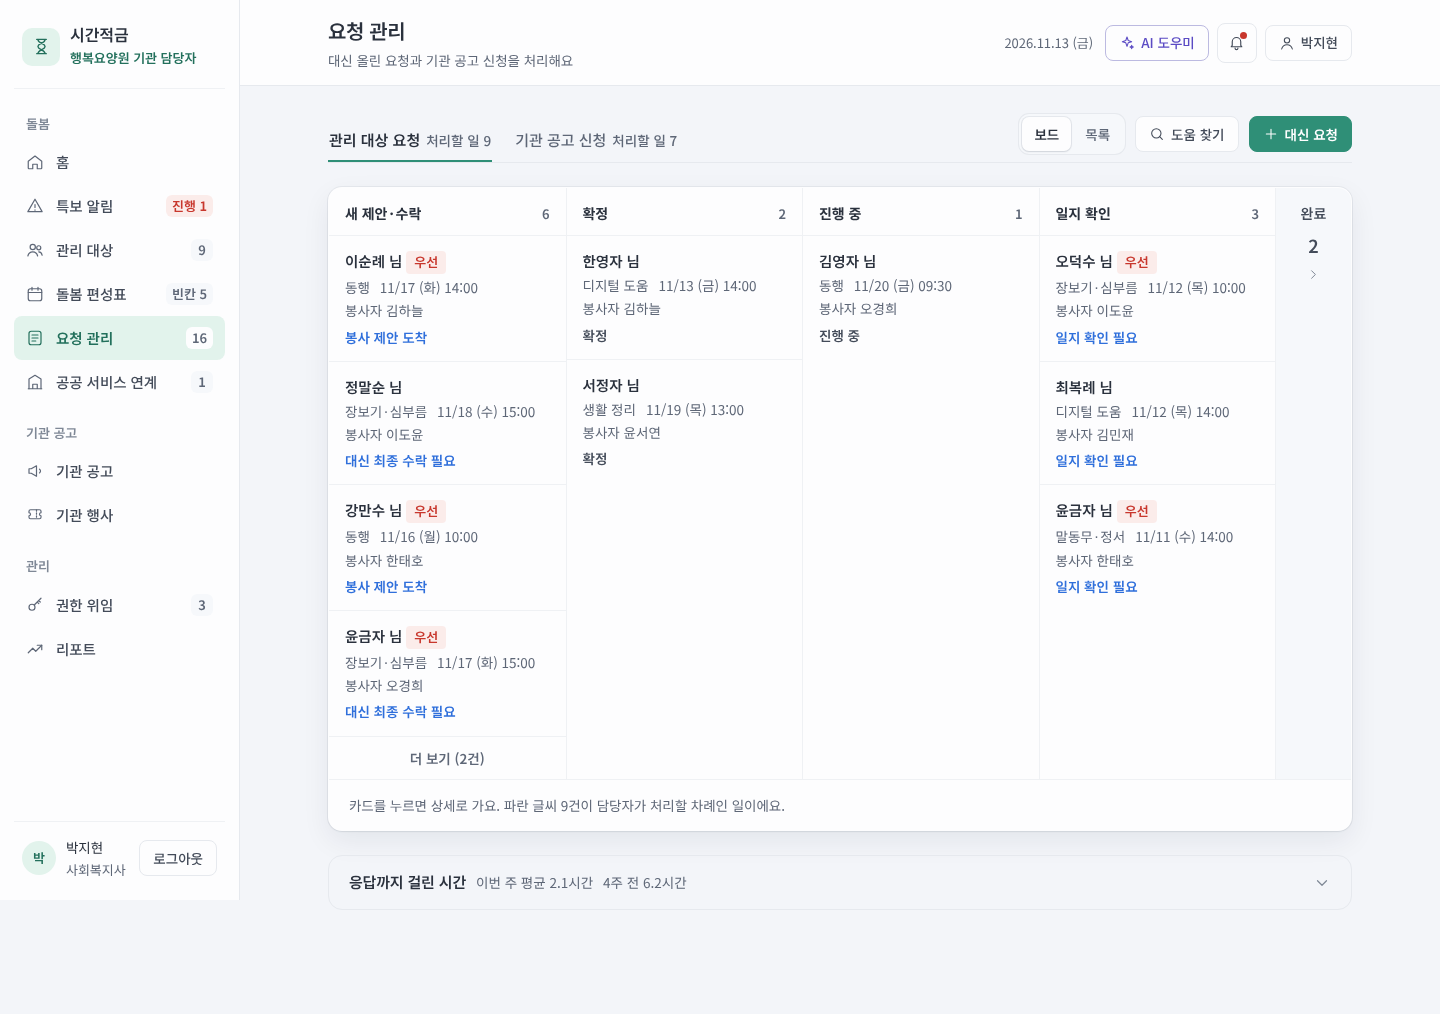 시간적금
행복요양원 기관 담당자
돌봄
홈
특보 알림 진행 1
관리 대상 9
돌봄 편성표 빈칸 5
요청 관리 16
공공 서비스 연계 1
기관 공고
기관 공고
기관 행사
관리
권한 위임 3
리포트
박 박지현
사회복지사
로그아웃
요청 관리
대신 올린 요청과 기관 공고 신청을 처리해요
2026.11.13 (금) AI 도우미 박지현
관리 대상 요청 처리할 일 9 기관 공고 신청 처리할 일 7
보드 목록 도움 찾기 대신 요청
새 제안·수락 6
이순례 님 우선
동행 11/17 (화) 14:00
봉사자 김하늘
봉사 제안 도착
정말순 님
장보기·심부름 11/18 (수) 15:00
봉사자 이도윤
대신 최종 수락 필요
강만수 님 우선
동행 11/16 (월) 10:00
봉사자 한태호
봉사 제안 도착
윤금자 님 우선
장보기·심부름 11/17 (화) 15:00
봉사자 오경희
대신 최종 수락 필요
더 보기 (2건)
확정 2
한영자 님
디지털 도움 11/13 (금) 14:00
봉사자 김하늘
확정
서정자 님
생활 정리 11/19 (목) 13:00
봉사자 윤서연
확정
진행 중 1
김영자 님
동행 11/20 (금) 09:30
봉사자 오경희
진행 중
일지 확인 3
오덕수 님 우선
장보기·심부름 11/12 (목) 10:00
봉사자 이도윤
일지 확인 필요
최복례 님
디지털 도움 11/12 (목) 14:00
봉사자 김민재
일지 확인 필요
윤금자 님 우선
말동무·정서 11/11 (수) 14:00
봉사자 한태호
일지 확인 필요
완료
2
카드를 누르면 상세로 가요. 파란 글씨 9건이 담당자가 처리할 차례인 일이에요.
응답까지 걸린 시간 이번 주 평균 2.1시간 4주 전 6.2시간